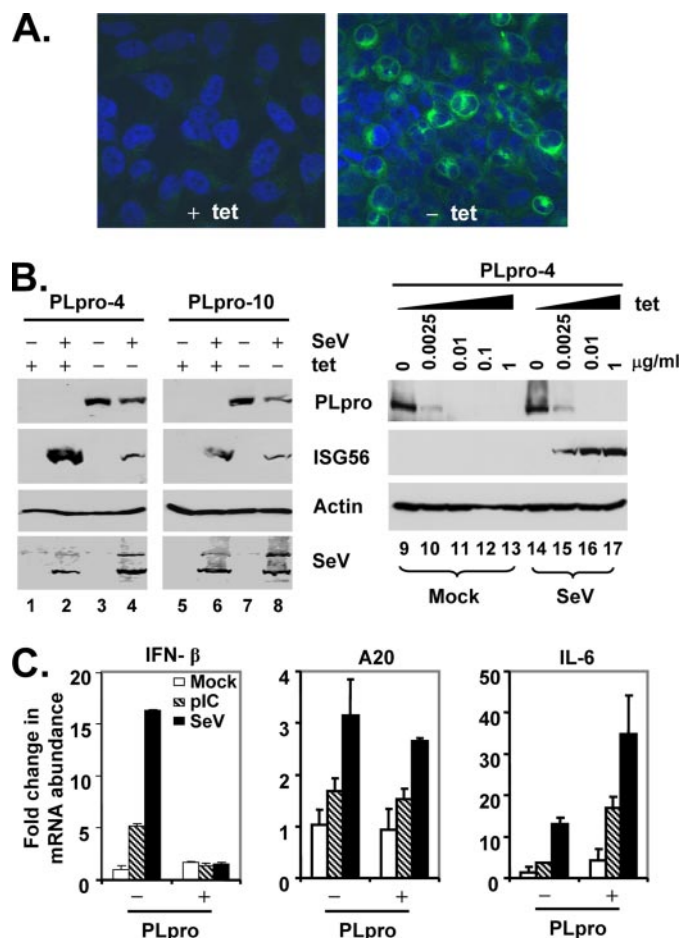 A.
+ tet
− tet
B.
PLpro-4
PLpro-10
− + − +
− + − +
SeV
+ + − −
+ + − −
tet
PLpro
ISG56
Actin
SeV
1 2 3 4
5 6 7 8
PLpro-4
tet
0 0.0025 0.01 0.1 1
0 0.0025 0.01 1
μg/ml
9 10 11 12 13 14 15 16 17
Mock
SeV
C.
Fold change in
mRNA abundance
IFN- β
20
15
10
5
0
Mock
pIC
SeV
− +
PLpro
A20
4
3
2
1
0
− +
PLpro
IL-6
50
40
30
20
10
0
− +
PLpro